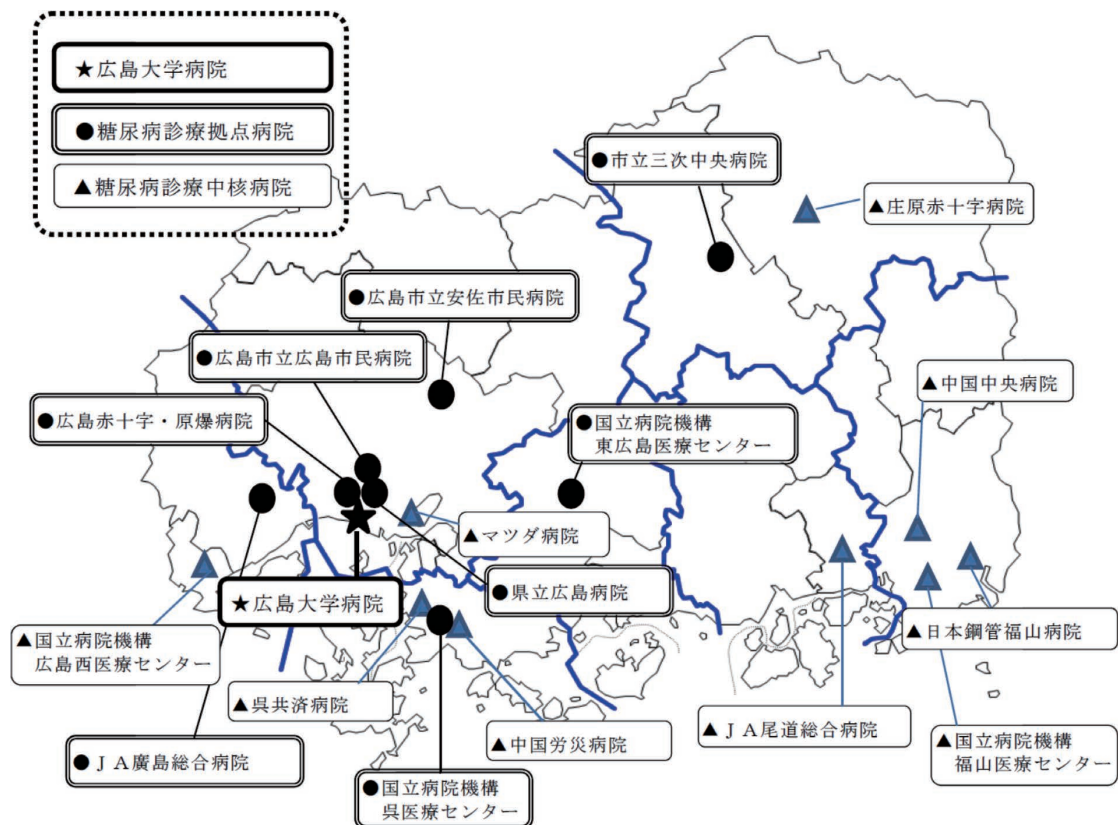 ★広島大学病院
●糖尿病診療拠点病院
▲糖尿病診療中核病院
●市立三次中央病院
▲庄原赤十字病院
●広島市立安佐市民病院
●広島市立広島市民病院
▲中国中央病院
●広島赤十字・原爆病院
●国立病院機構
東広島医療センター
▲マツダ病院
★広島大学病院
●県立広島病院
▲国立病院機構
広島西医療センター
▲日本鋼管福山病院
▲呉共済病院
▲中国労災病院
▲ＪＡ尾道総合病院
▲国立病院機構
福山医療センター
●ＪＡ廣島総合病院
●国立病院機構
呉医療センター